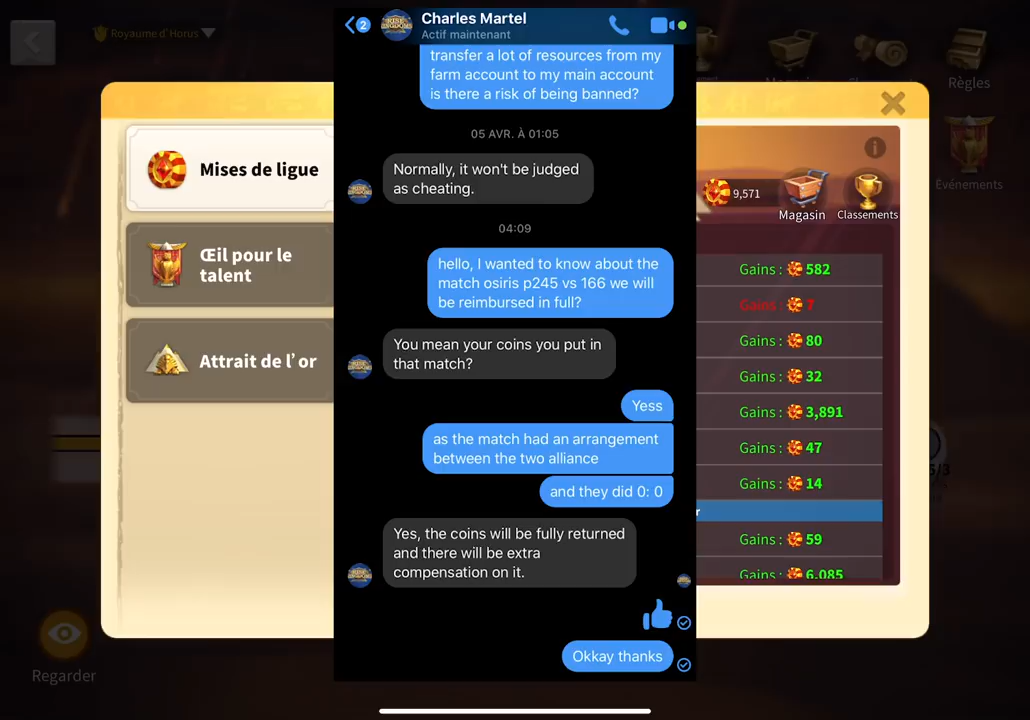 Royaume d'Horus
2
Charles Martel
Actif maintenant
transfer a lot of resources from my
farm account to my main account
is there a risk of being banned?
05 AVR. À 01:05
Normally, it won't be judged
as cheating.
04:09
hello, I wanted to know about the
match osiris p245 vs 166 we will
be reimbursed in full?
You mean your coins you put in
that match?
Yess
as the match had an arrangement
between the two alliance
and they did 0: 0
Yes, the coins will be fully returned
and there will be extra
compensation on it.
Okkay thanks
Mises de ligue
Œil pour le
talent
Attrait de l'or
Regarder
Règles
Evénements
9,571
Magasin
Classements
Gains : 582
Gains : 7
Gains : 80
Gains : 32
Gains : 3,891
Gains : 47
Gains : 14
r
Gains : 59
Gains : 6,085